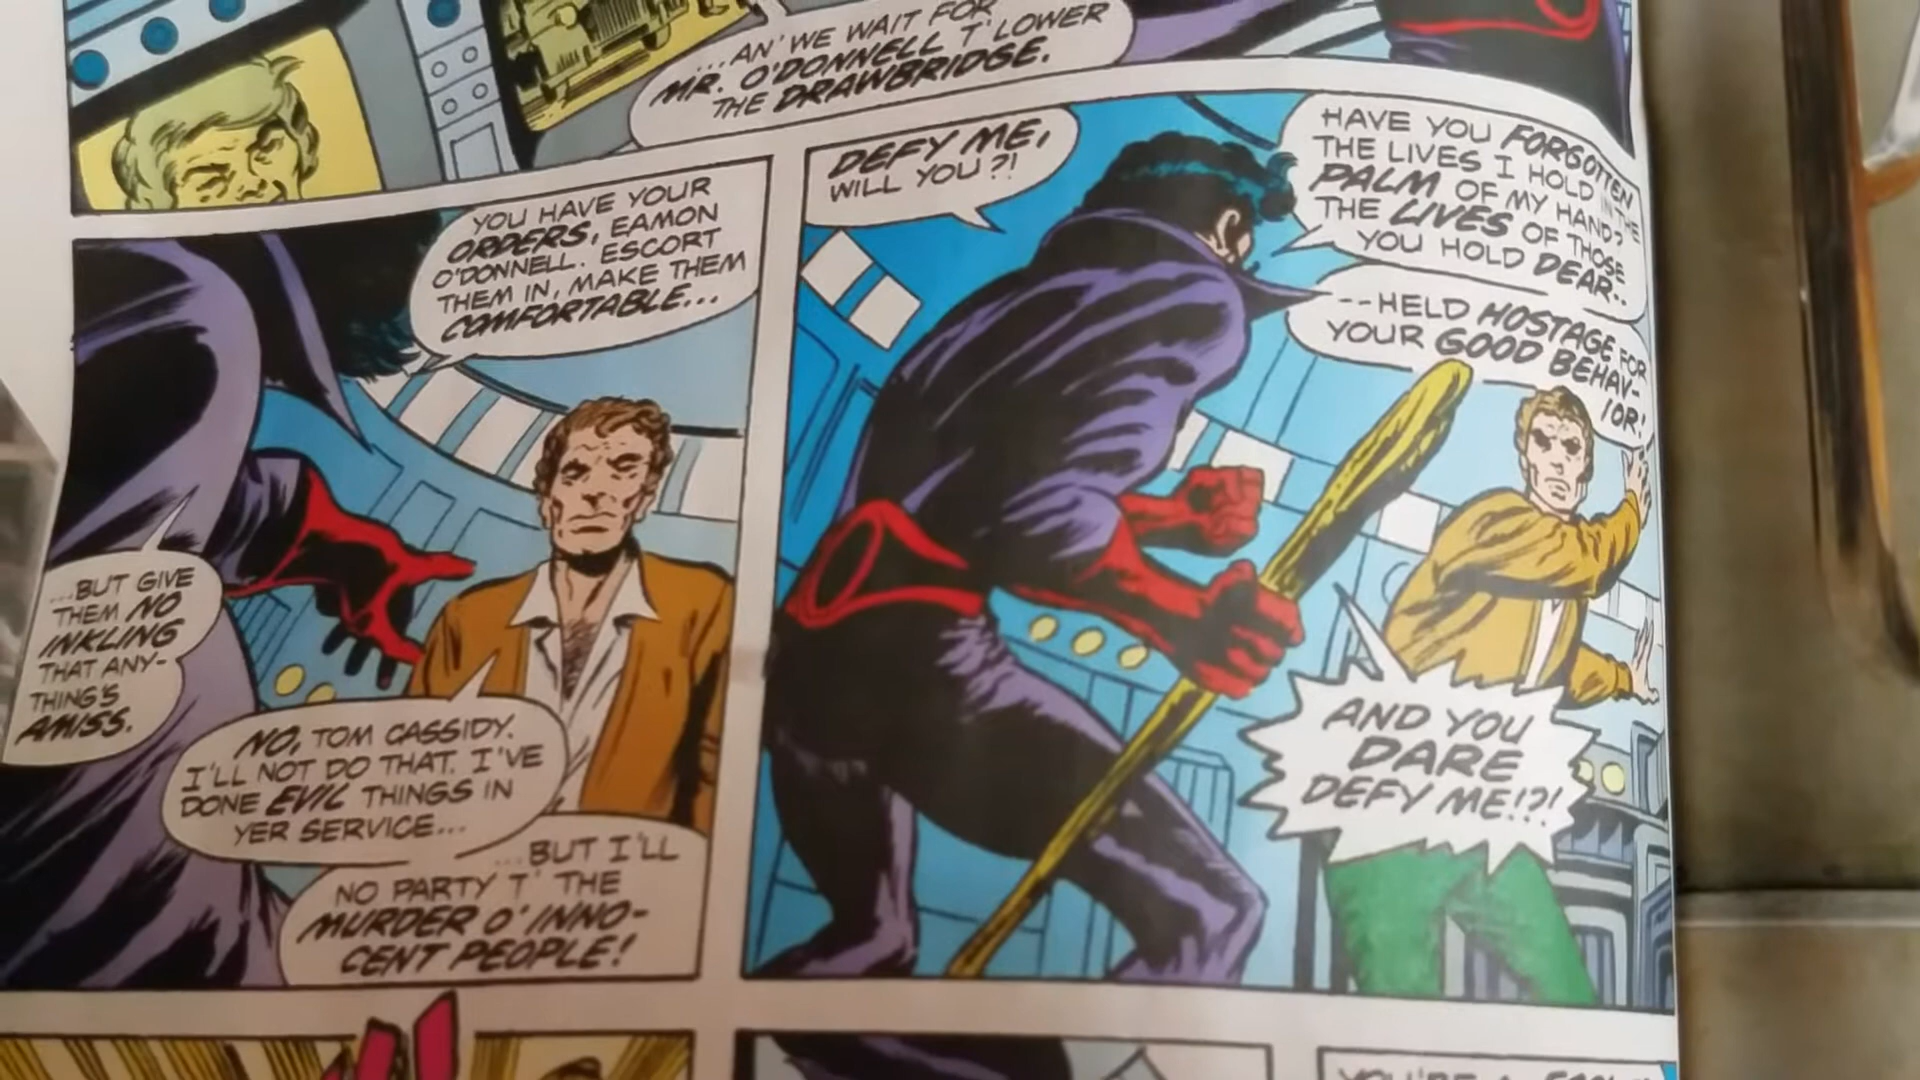 ...AN' WE WAIT FOR
MR. O'DONNELL T' LOWER
THE DRAWBRIDGE.
YOU HAVE YOUR
ORDERS, EAMON
O'DONNELL. ESCORT
THEM IN, MAKE THEM
COMFORTABLE...
...BUT GIVE
THEM NO
INKLING
THAT ANY-
THING'S
AMISS.
NO, TOM CASSIDY.
I'LL NOT DO THAT. I'VE
DONE EVIL THINGS IN
YER SERVICE...
...BUT I'LL
NO PARTY T' THE
MURDER O' INNO-
CENT PEOPLE!
DEFY ME,
WILL YOU?!
HAVE YOU FORGOTTEN
THE LIVES I HOLD IN THE
PALM OF MY HAND?
THE LIVES OF THOSE
YOU HOLD DEAR..
--HELD HOSTAGE FOR
YOUR GOOD BEHAV-
IOR!
AND YOU
DARE
DEFY ME!?!
YOU'RE A